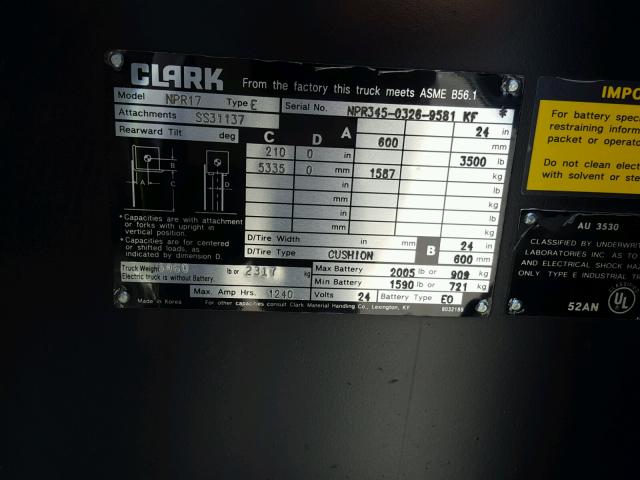 CLARK From the factory this truck meets ASME B56.1
Model NPR17 Type E Serial No. NPR345-0326-9581 KF *
Attachments SS31137
Rearward Tilt deg
C D A 24 in
600 mm
210 0 in 3500 lb
5335 0 mm 1587 kg
in lb
mm kg
in lb
mm kg
A B C D
* Capacities are with attachment
or forks with upright in
vertical position.
* Capacities are for centered
or shifted loads, as
indicated by dimension D.
D/Tire Width in mm B 24 in
D/Tire Type CUSHION 600 mm
Truck Weight lb or 2317 kg
Electric truck is without Battery.
Max Battery 2005 lb or 909 kg
Min Battery 1590 lb or 721 kg
Max. Amp Hrs. 1240 Volts 24 Battery Type EO
Made in Korea For other capacities consult Clark Material Handling Co., Lexington, KY
IMPO
For battery spec
restraining informat
packet or operato
Do not clean elect
with solvent or ste
AU 3530
CLASSIFIED BY UNDERWRIT
LABORATORIES INC. AS TO
AND ELECTRICAL SHOCK HAZ
ONLY. TYPE E INDUSTRIAL TR
52AN UL